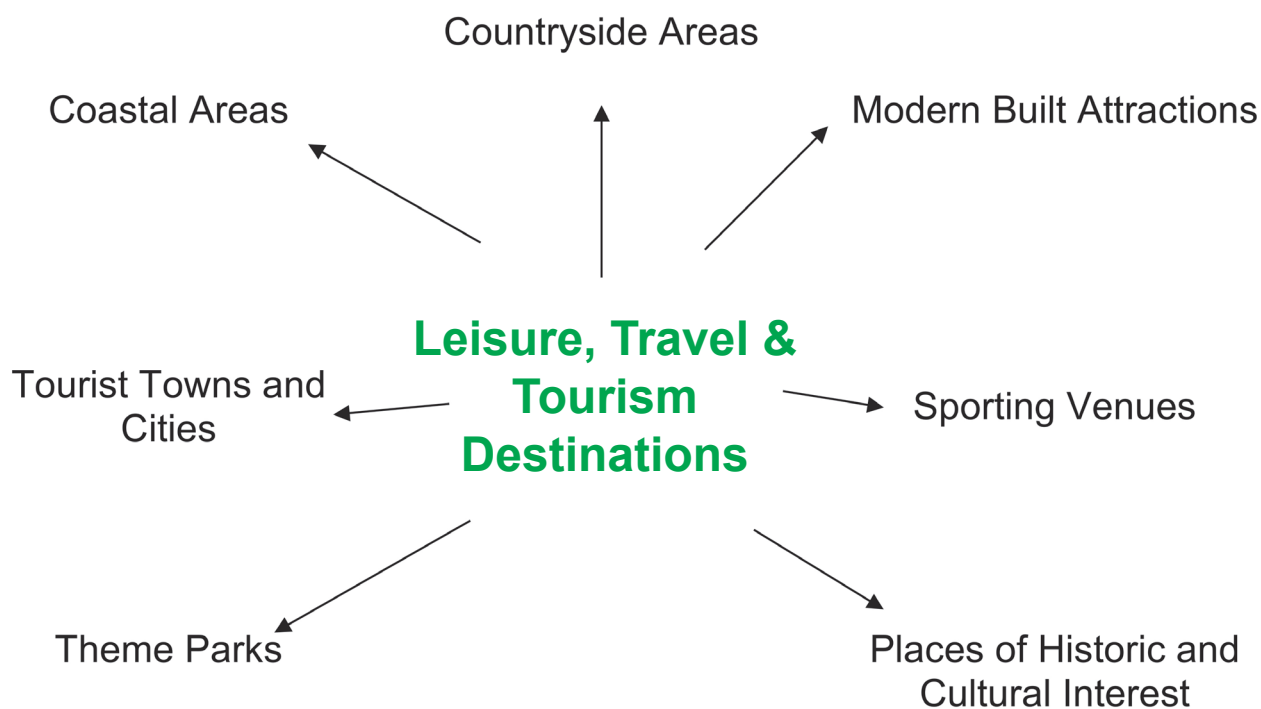 Countryside Areas
Coastal Areas
Modern Built Attractions
Leisure, Travel &
Tourism
Destinations
Tourist Towns and
Cities
Sporting Venues
Theme Parks
Places of Historic and
Cultural Interest